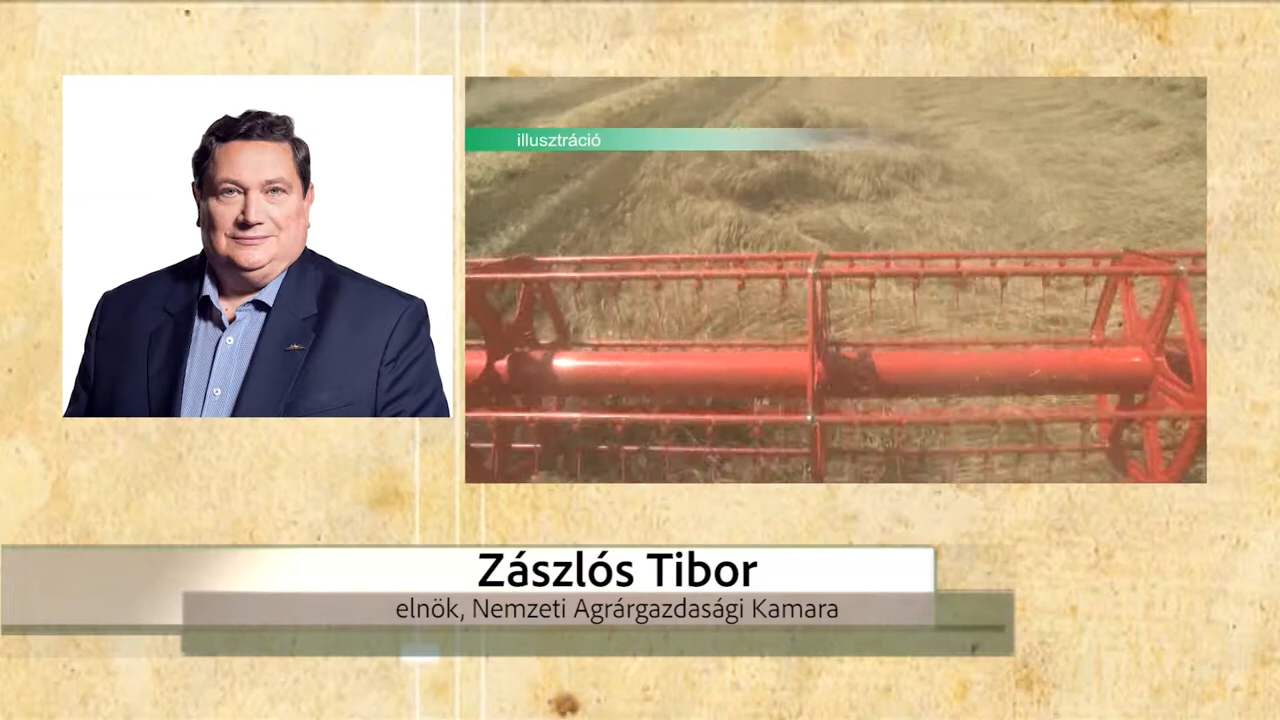 illusztráció
Zászlós Tibor
elnök, Nemzeti Agrárgazdasági Kamara